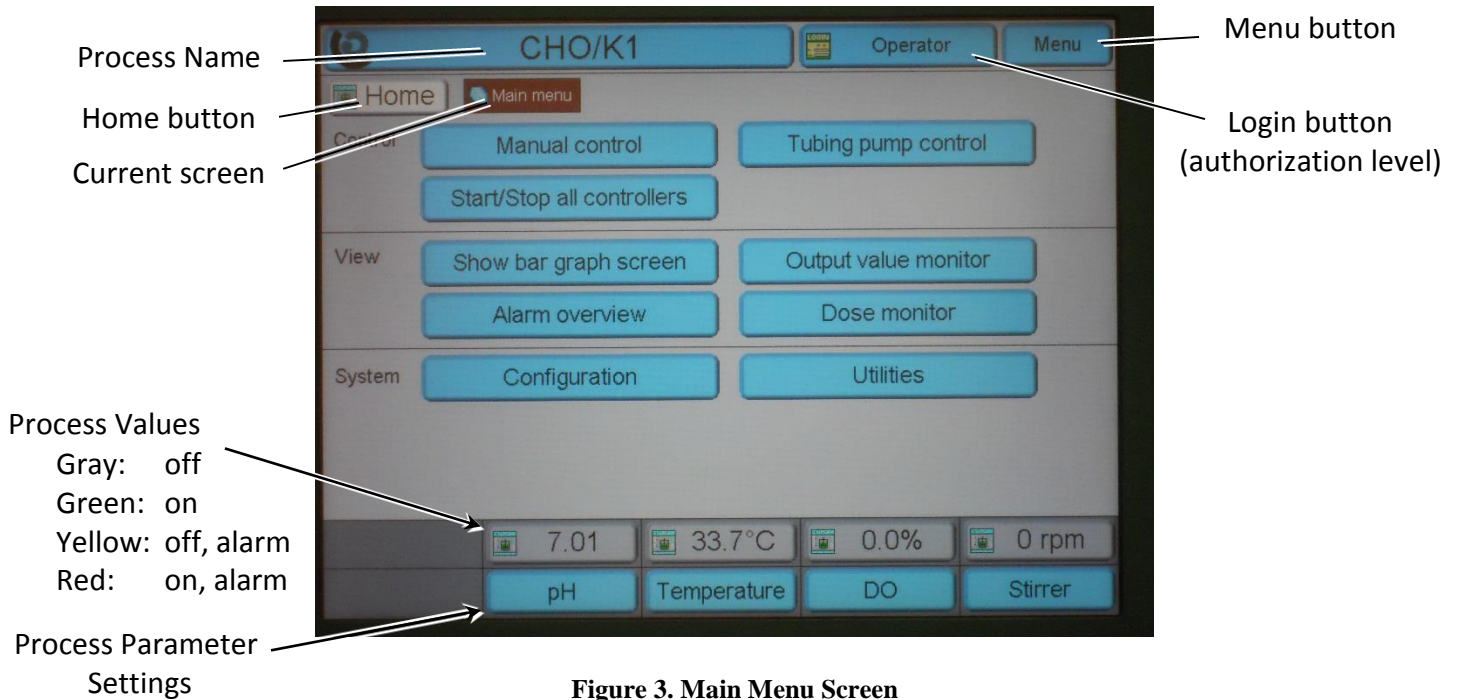 Process Name
Home button
Current screen
Menu button
Login button
(authorization level)
CHO/K1
LOGIN
Operator
Menu
Home
Main menu
Control
Manual control
Tubing pump control
Start/Stop all controllers
View
Show bar graph screen
Output value monitor
Alarm overview
Dose monitor
System
Configuration
Utilities
Process Values
Gray: off
Green: on
Yellow: off, alarm
Red: on, alarm
7.01
33.7°C
0.0%
0 rpm
pH
Temperature
DO
Stirrer
Process Parameter
Settings
Figure 3. Main Menu Screen